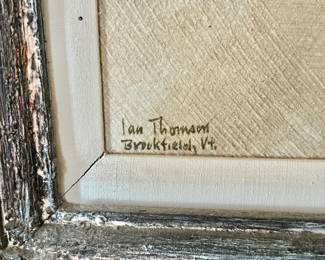 Ian Thomson
Brookfield, Vt.